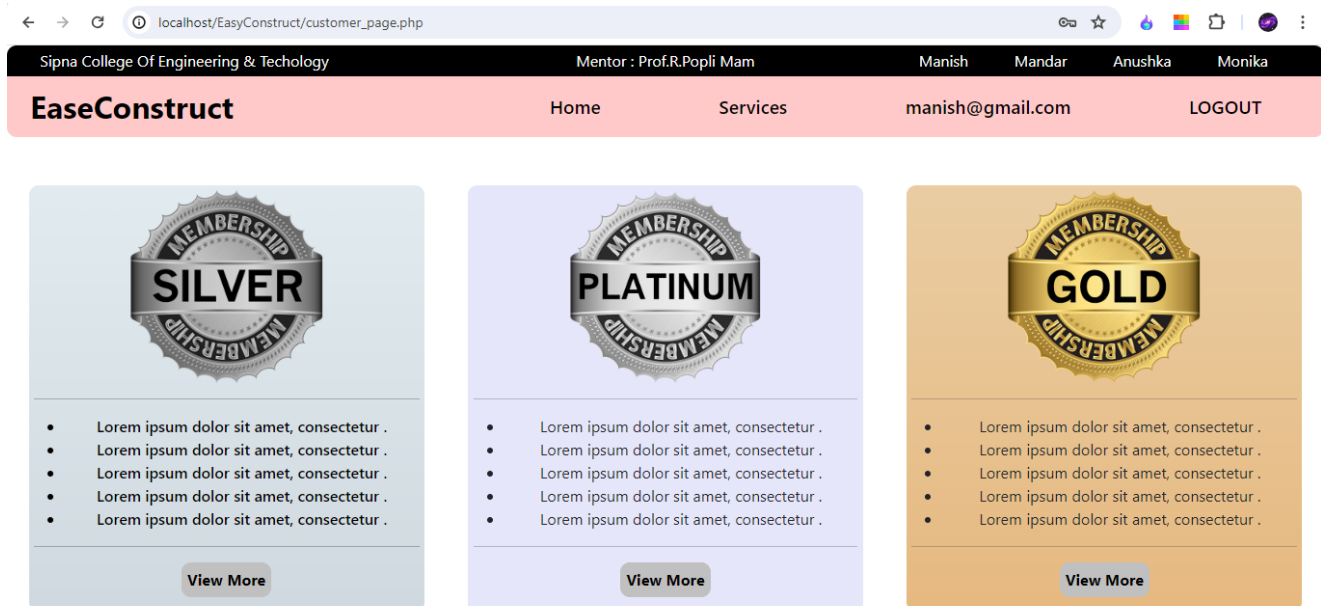 localhost/EasyConstruct/customer_page.php
Sipna College Of Engineering & Techology Mentor : Prof.R.Popli Mam Manish Mandar Anushka Monika
EaseConstruct Home Services manish@gmail.com LOGOUT
MEMBERSHIP
SILVER
MEMBERSHIP
• Lorem ipsum dolor sit amet, consectetur .
• Lorem ipsum dolor sit amet, consectetur .
• Lorem ipsum dolor sit amet, consectetur .
• Lorem ipsum dolor sit amet, consectetur .
• Lorem ipsum dolor sit amet, consectetur .
View More
MEMBERSHIP
PLATINUM
MEMBERSHIP
• Lorem ipsum dolor sit amet, consectetur .
• Lorem ipsum dolor sit amet, consectetur .
• Lorem ipsum dolor sit amet, consectetur .
• Lorem ipsum dolor sit amet, consectetur .
• Lorem ipsum dolor sit amet, consectetur .
View More
MEMBERSHIP
GOLD
MEMBERSHIP
• Lorem ipsum dolor sit amet, consectetur .
• Lorem ipsum dolor sit amet, consectetur .
• Lorem ipsum dolor sit amet, consectetur .
• Lorem ipsum dolor sit amet, consectetur .
• Lorem ipsum dolor sit amet, consectetur .
View More